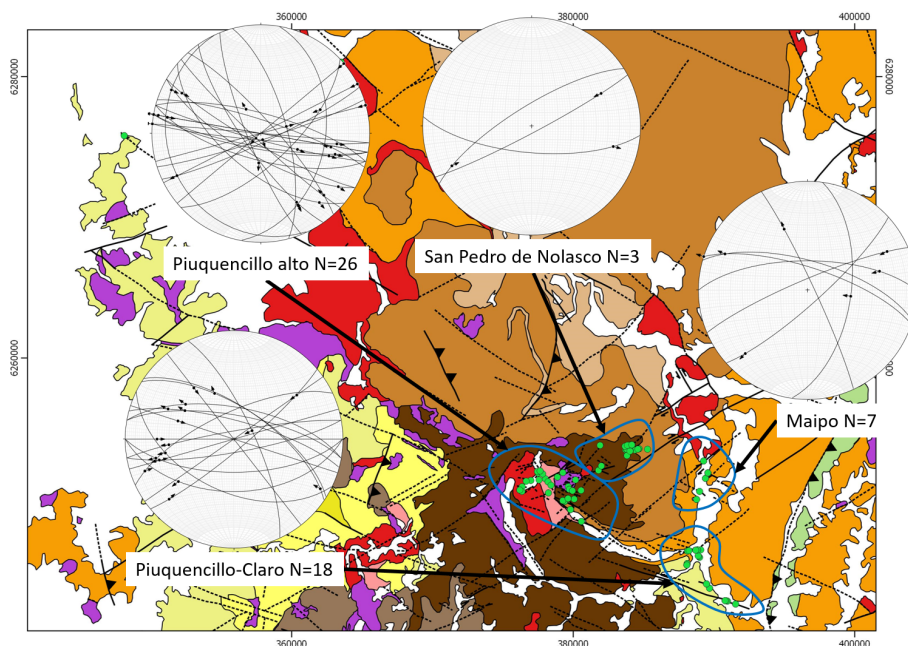 360000
380000
400000
6280000
6280000
Piuquencillo alto N=26
San Pedro de Nolasco N=3
6260000
Maipo N=7
Piuquencillo-Claro N=18
360000
380000
400000